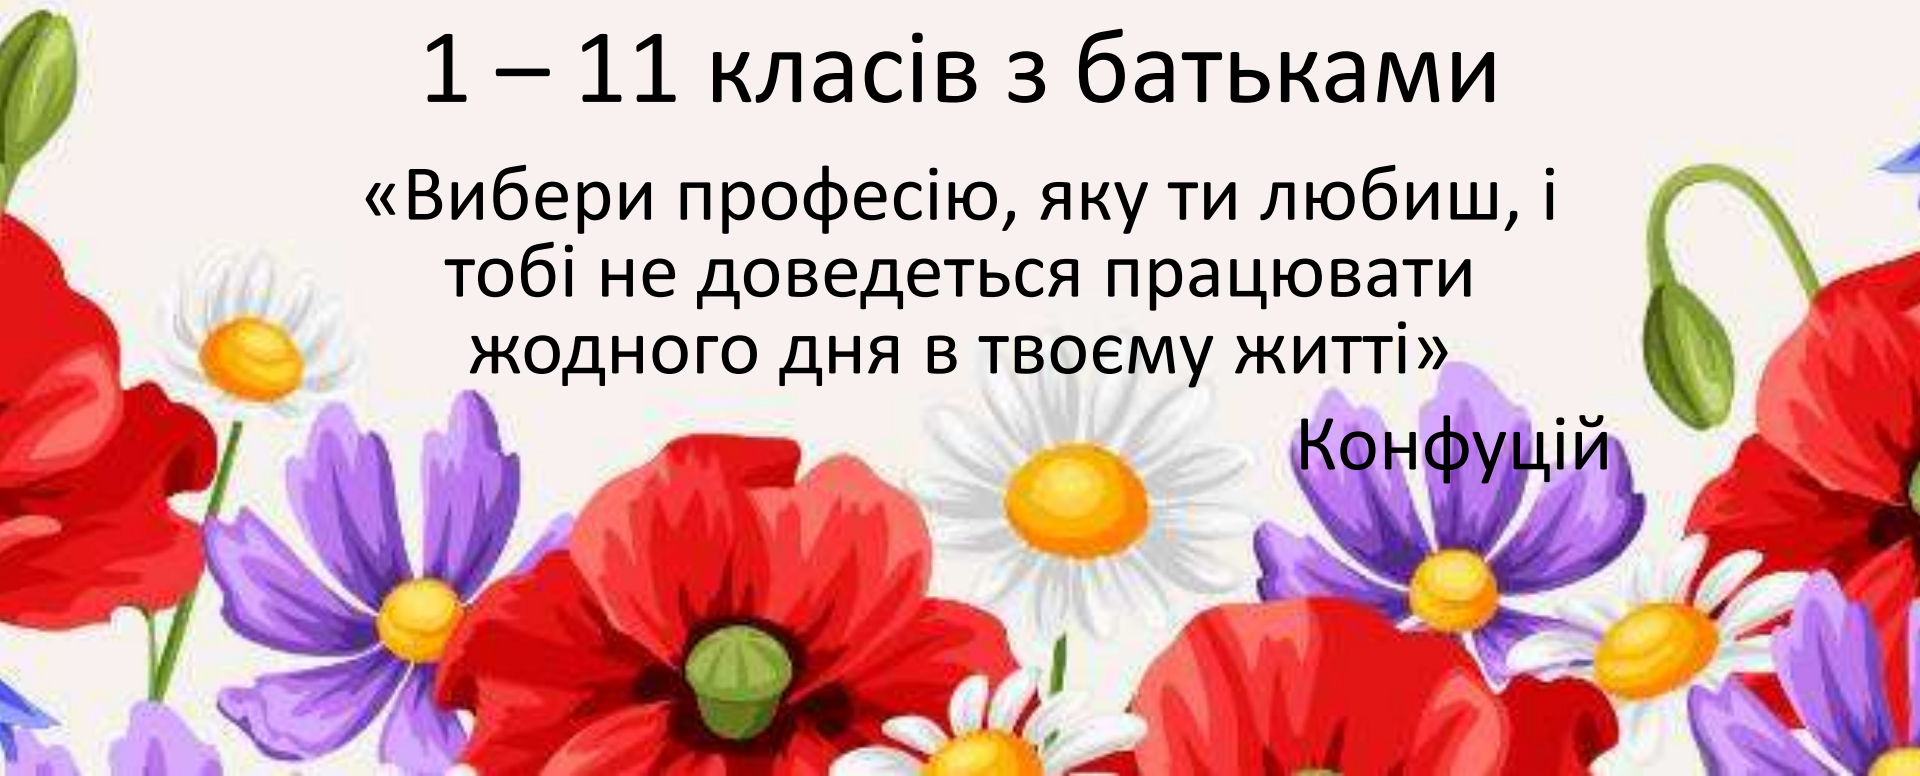 1 – 11 класів з батьками
«Вибери професію, яку ти любиш, і
тобі не доведеться працювати
жодного дня в твоєму житті»
Конфуцій